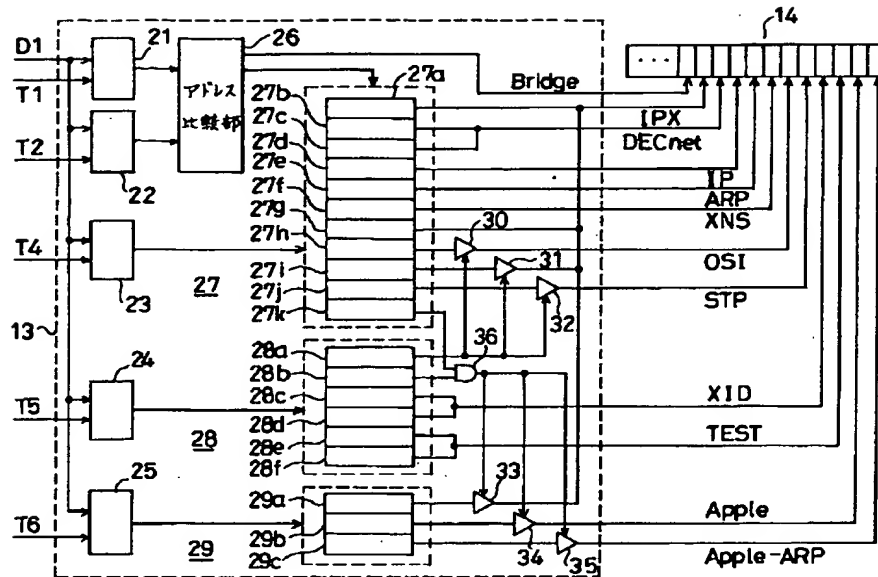 D1
T1
T2
T4
T5
T6
13
21
22
23
24
25
26
アドレス
比較部
27
28
29
27a
27b
27c
27d
27e
27f
27g
27h
27i
27j
27k
28a
28b
28c
28d
28e
28f
29a
29b
29c
30
31
32
36
33
34
35
14
...
Bridge
IPX
DECnet
IP
ARP
XNS
OSI
STP
XID
TEST
Apple
Apple-ARP